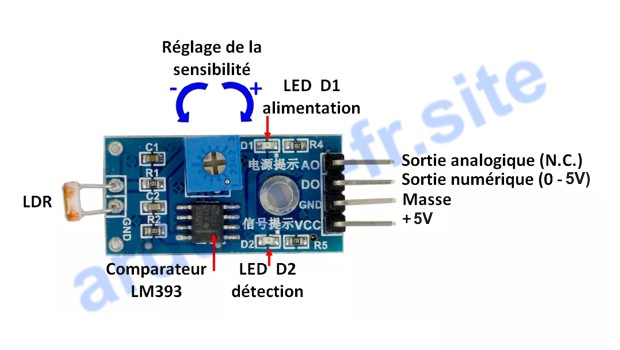 Réglage de la
sensibilité
- +
LED D1
alimentation
C1
D1
R4
电源提示 AO
Sortie analogique (N.C.)
R1
DO
Sortie numérique (0 - 5V)
LDR
C2
GND
Masse
GND
R2
信号提示 VCC
+ 5V
D2
R5
Comparateur
LM393
LED D2
détection